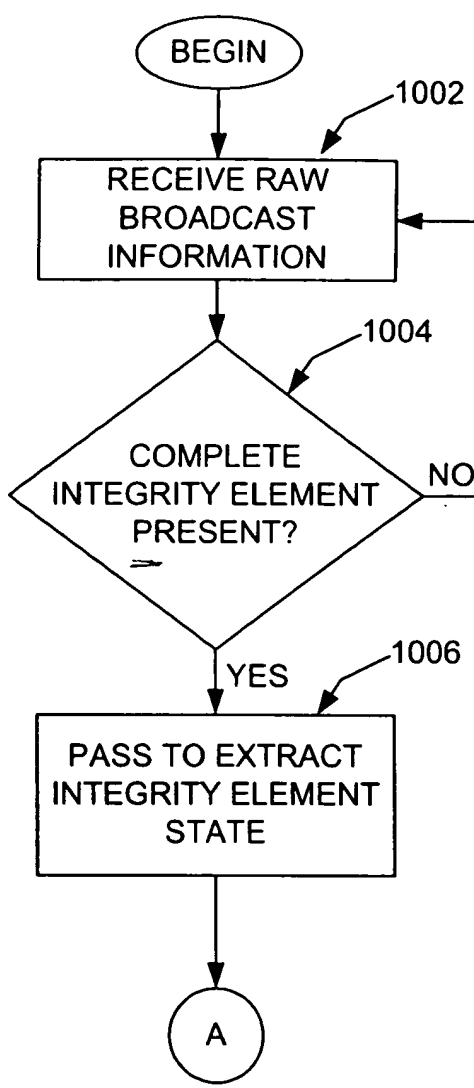 BEGIN
1002
RECEIVE RAW
BROADCAST
INFORMATION
1004
COMPLETE
INTEGRITY ELEMENT
PRESENT?
NO
YES
1006
PASS TO EXTRACT
INTEGRITY ELEMENT
STATE
A